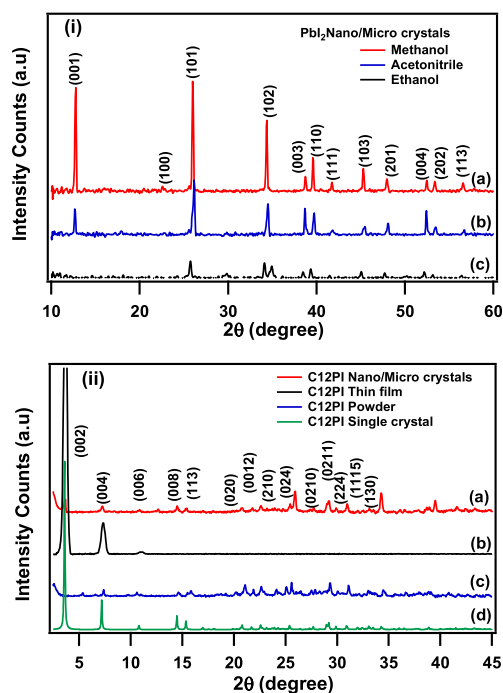 (i)
PbI2Nano/Micro crystals
Methanol
Acetonitrile
Ethanol
(001)
(100)
(101)
(102)
(003)
(110)
(111)
(103)
(201)
(004)
(202)
(113)
(a)
(b)
(c)
Intensity Counts (a.u)
10 20 30 40 50 60
2θ (degree)
(ii)
C12PI Nano/Micro crystals
C12PI Thin film
C12PI Powder
C12PI Single crystal
(002)
(004)
(006)
(008)
(113)
(020)
(0012)
(210)
(024)
(0210)
(0211)
(224)
(1115)
(130)
(a)
(b)
(c)
(d)
Intensity Counts (a.u)
5 10 15 20 25 30 35 40 45
2θ (degree)